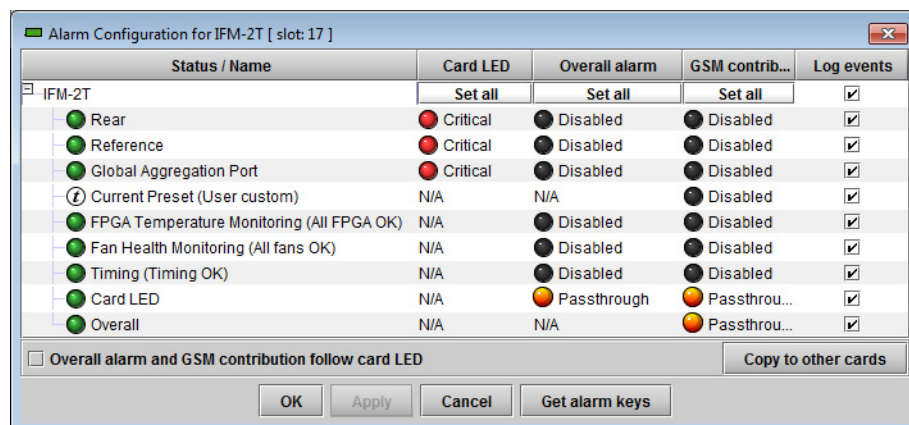 Alarm Configuration for IFM-2T [ slot: 17 ]
Status / Name Card LED Overall alarm GSM contrib... Log events
IFM-2T Set all Set all Set all
Rear Critical Disabled Disabled
Reference Critical Disabled Disabled
Global Aggregation Port Critical Disabled Disabled
t Current Preset (User custom) N/A N/A Disabled
FPGA Temperature Monitoring (All FPGA OK) N/A Disabled Disabled
Fan Health Monitoring (All fans OK) N/A Disabled Disabled
Timing (Timing OK) N/A Disabled Disabled
Card LED N/A Passthrough Passthrou...
Overall N/A N/A Passthrou...
Overall alarm and GSM contribution follow card LED Copy to other cards
OK Apply Cancel Get alarm keys